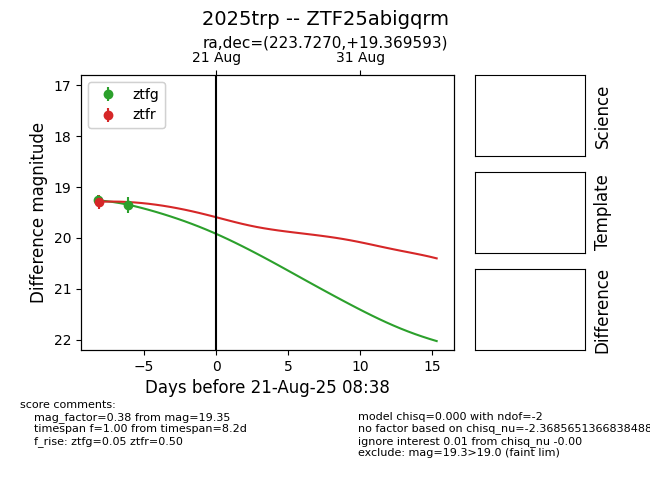 2025trp -- ZTF25abigqrm
ra,dec=(223.7270,+19.369593)
21 Aug
31 Aug
ztfg
ztfr
17
18
19
20
21
22
Difference magnitude
−5
0
5
10
15
Days before 21-Aug-25 08:38
Science
Template
Difference
score comments:
mag_factor=0.38 from mag=19.35
timespan f=1.00 from timespan=8.2d
f_rise: ztfg=0.05 ztfr=0.50
model chisq=0.000 with ndof=-2
no factor based on chisq_nu=-2.3685651366838488
ignore interest 0.01 from chisq_nu -0.00
exclude: mag=19.3>19.0 (faint lim)